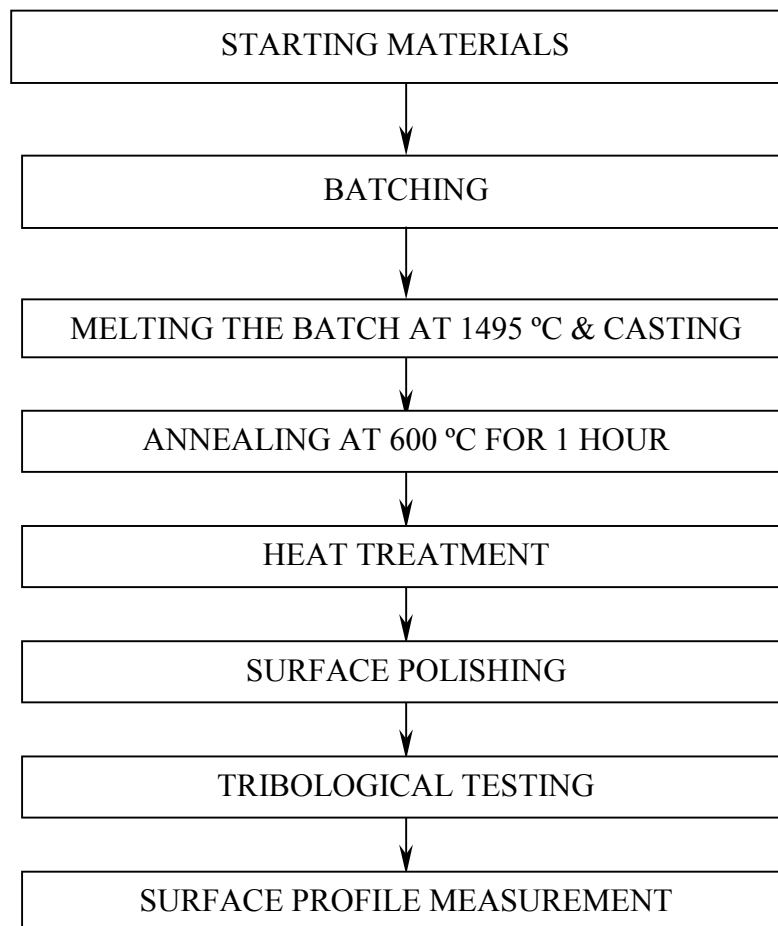 STARTING MATERIALS
BATCHING
MELTING THE BATCH AT 1495 ºC & CASTING
ANNEALING AT 600 ºC FOR 1 HOUR
HEAT TREATMENT
SURFACE POLISHING
TRIBOLOGICAL TESTING
SURFACE PROFILE MEASUREMENT